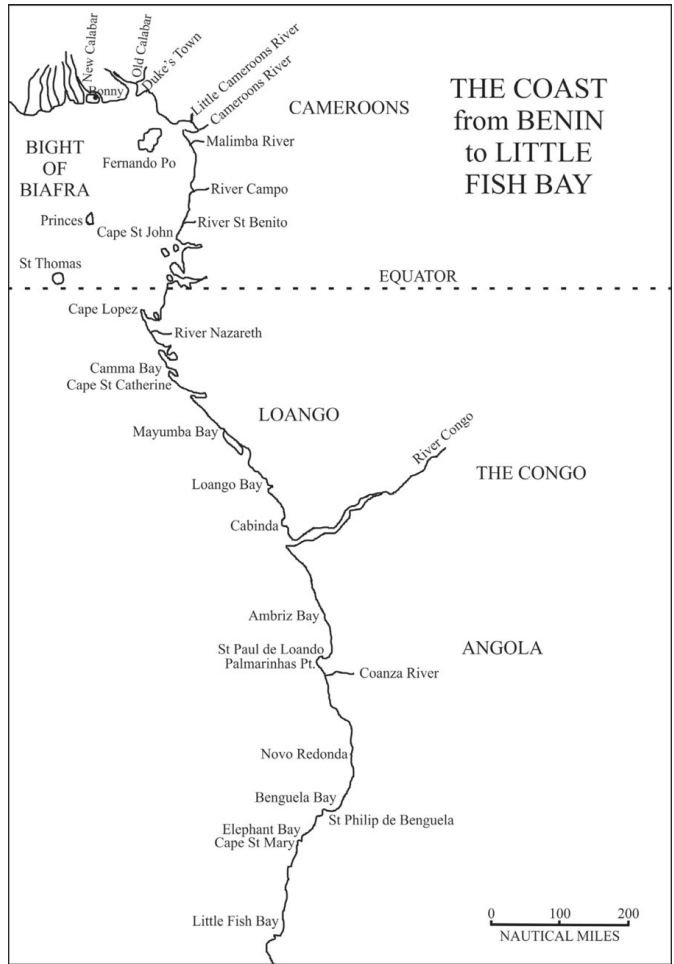 New Calabar
Old Calabar
Duke's Town
Bonny
Little Cameroons River
Cameroons River
CAMEROONS
THE COAST
from BENIN
to LITTLE
FISH BAY
BIGHT
OF
BIAFRA
Fernando Po
Malimba River
River Campo
Princes
River St Benito
Cape St John
St Thomas
EQUATOR
Cape Lopez
River Nazareth
Camma Bay
Cape St Catherine
LOANGO
Mayumba Bay
River Congo
THE CONGO
Loango Bay
Cabinda
Ambriz Bay
St Paul de Loando
Palmarinhas Pt.
ANGOLA
Coanza River
Novo Redonda
Benguela Bay
St Philip de Benguela
Elephant Bay
Cape St Mary
Little Fish Bay
0 100 200
NAUTICAL MILES